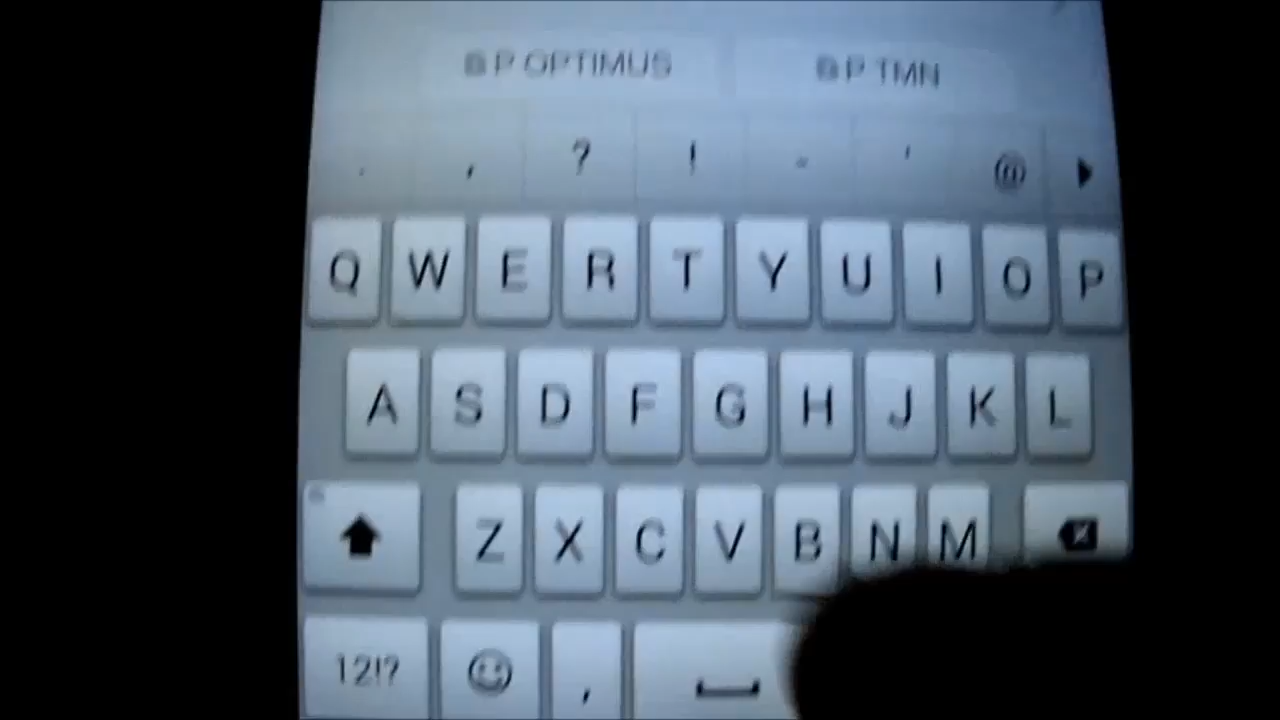 P OPTIMUS P TMN
. , ? ! - ' @
Q W E R T Y U I O P
A S D F G H J K L
Z X C V B N M
12!? ,